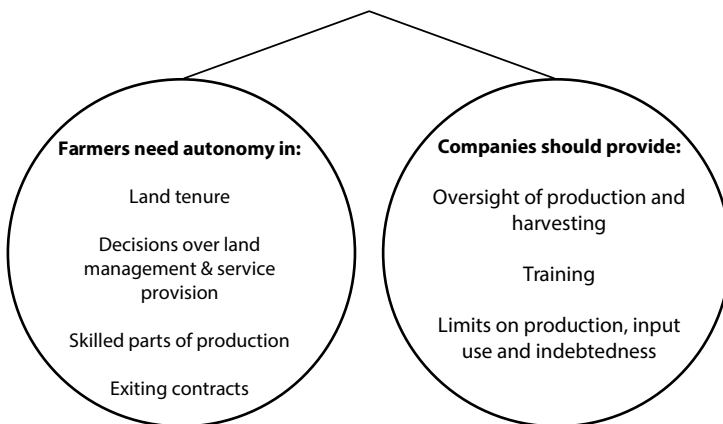 Farmers need autonomy in:
Land tenure
Decisions over land
management & service
provision
Skilled parts of production
Exiting contracts
Companies should provide:
Oversight of production and
harvesting
Training
Limits on production, input
use and indebtedness